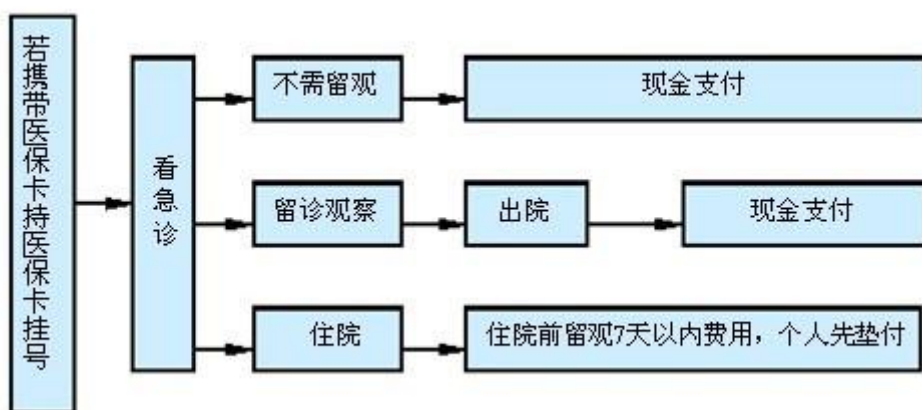 若携带医保卡持医保卡挂号
看急诊
不需留观
现金支付
留诊观察
出院
现金支付
住院
住院前留观7天以内费用，个人先垫付